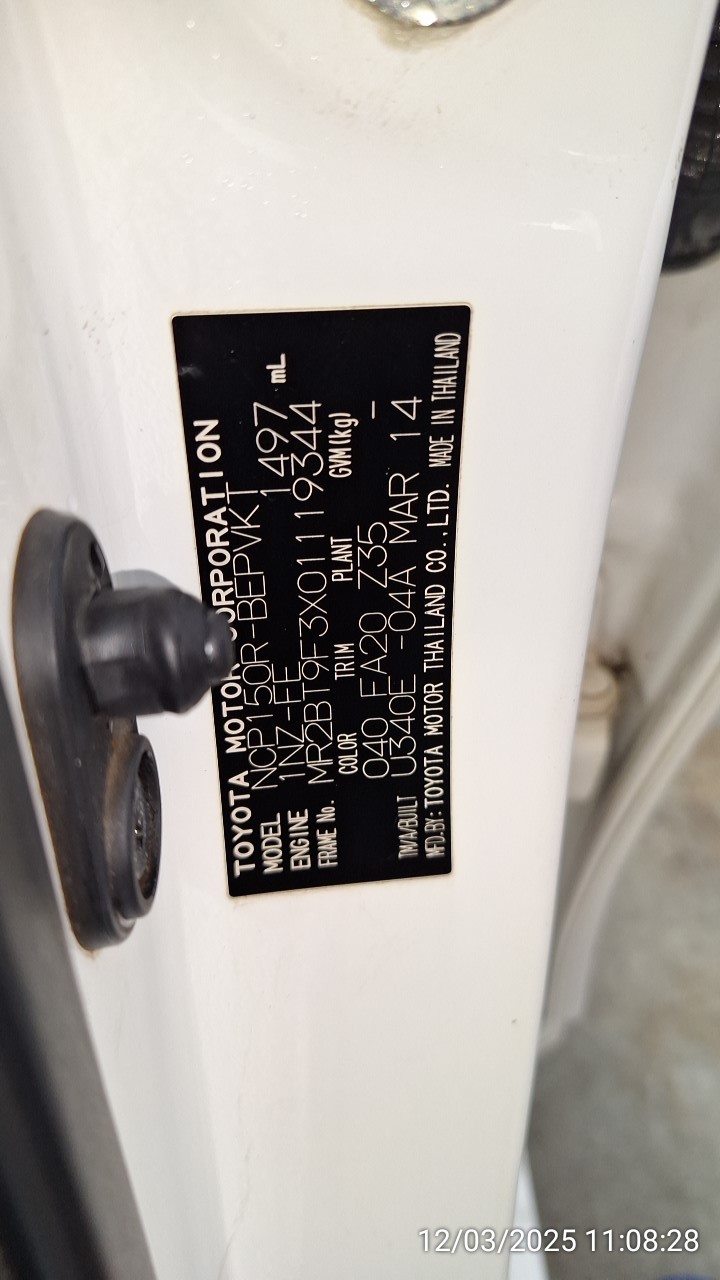 TOYOTA MOTOR CORPORATION
MODEL NCP150R-BEPVKT
ENGINE 1NZ-FE 1497 mL
FRAME No. MR2BT9F3X01119344
COLOR TRIM PLANT GVM(kg)
040 FA20 Z35 —
T/M/A/BUILT U340E -04A MAR 14
MFD.BY: TOYOTA MOTOR THAILAND CO.,LTD. MADE IN THAILAND
12/03/2025 11:08:28